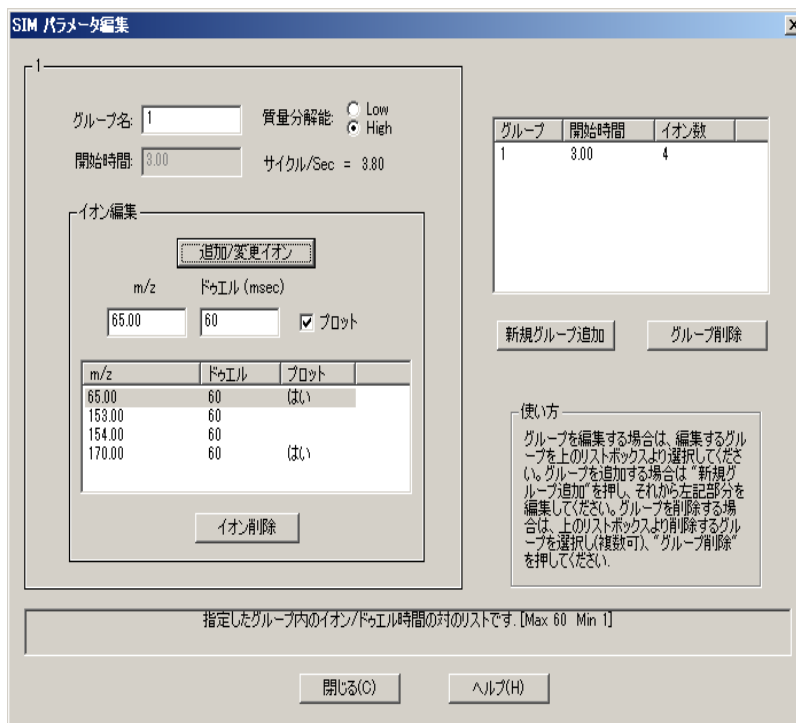 SIM パラメータ編集
1
グループ名: 1
質量分解能: Low
High
開始時間: 3.00
サイクル/Sec = 3.80
イオン編集
追加/変更イオン
m/z ドゥエル (msec)
65.00 60 プロット
m/z ドゥエル プロット
65.00 60 はい
153.00 60
154.00 60
170.00 60 はい
イオン削除
グループ 開始時間 イオン数
1 3.00 4
新規グループ追加 グループ削除
使い方
グループを編集する場合は、編集するグル
ープを上のリストボックスより選択してくださ
い。グループを追加する場合は "新規グ
ループ追加"を押し、それから左記部分を
編集してください。グループを削除する場
合は、上のリストボックスより削除するグル
ープを選択し(複数可)、"グループ削除"
を押してください.
指定したグループ内のイオン/ドゥエル時間の対のリストです. [Max 60 Min 1]
閉じる(C) ヘルプ(H)